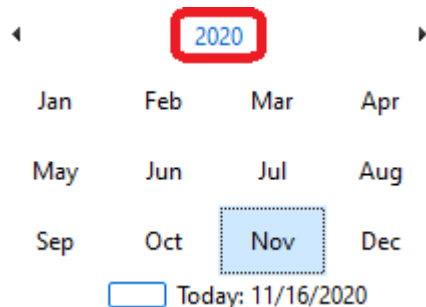 2020
Jan Feb Mar Apr
May Jun Jul Aug
Sep Oct Nov Dec
Today: 11/16/2020